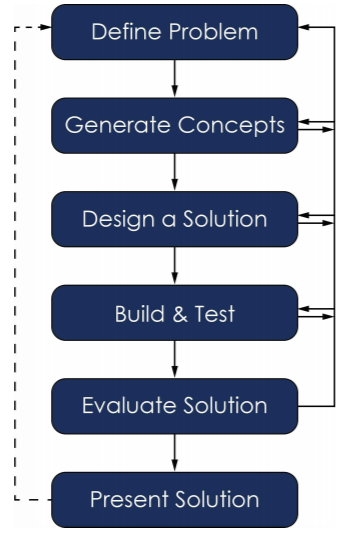 Define Problem
Generate Concepts
Design a Solution
Build & Test
Evaluate Solution
Present Solution